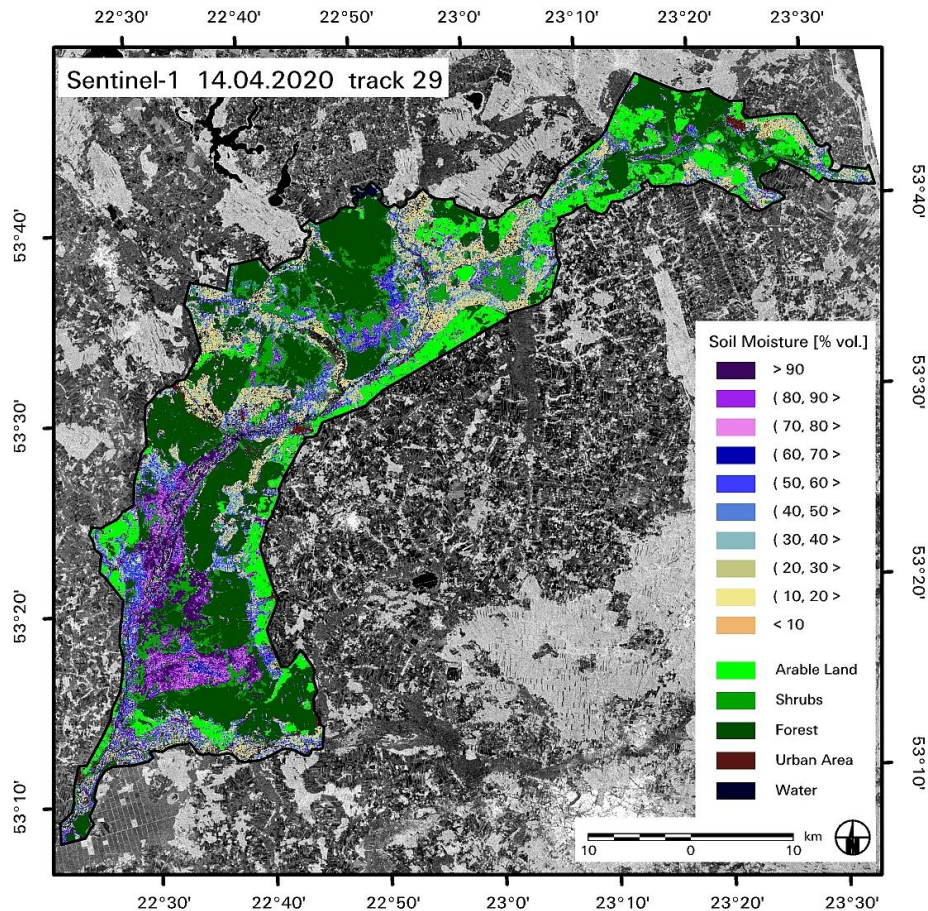 22°30' 22°40' 22°50' 23°00' 23°10' 23°20' 23°30'
Sentinel-1 14.04.2020 track 29
53°40'
53°30'
53°20'
53°10'
53°40'
53°30'
53°20'
53°10'
Soil Moisture [% vol.]
> 90
( 80, 90 >
( 70, 80 >
( 60, 70 >
( 50, 60 >
( 40, 50 >
( 30, 40 >
( 20, 30 >
( 10, 20 >
< 10
Arable Land
Shrubs
Forest
Urban Area
Water
km
10 0 10
22°30' 22°40' 22°50' 23°00' 23°10' 23°20' 23°30'